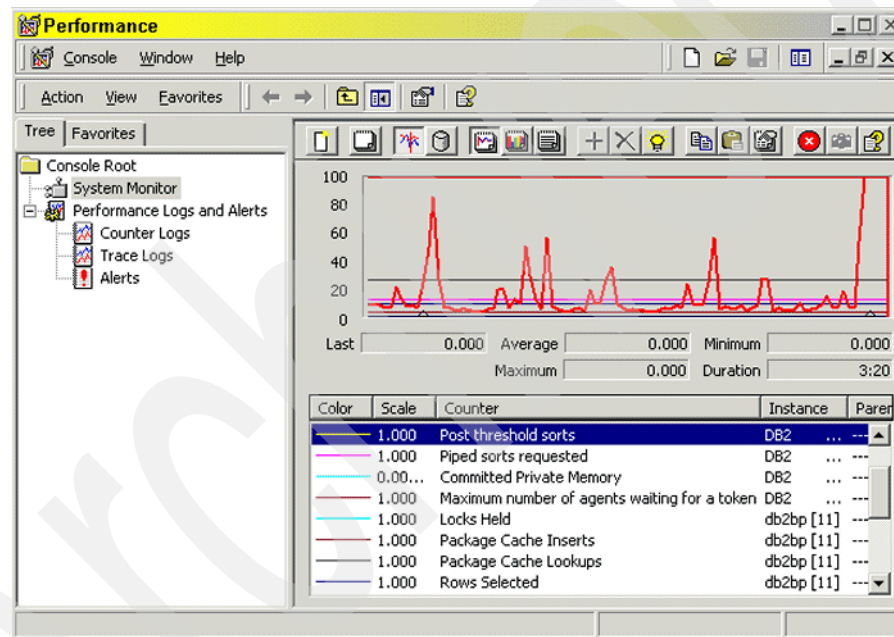 Performance
Console Window Help
Action View Favorites
Tree Favorites
Console Root
System Monitor
Performance Logs and Alerts
Counter Logs
Trace Logs
Alerts
100
80
60
40
20
0
Last 0.000 Average 0.000 Minimum 0.000
Maximum 0.000 Duration 3:20
Color Scale Counter Instance Paren
1.000 Post threshold sorts DB2 ... ---
1.000 Piped sorts requested DB2 ... ---
0.00... Committed Private Memory DB2 ... ---
1.000 Maximum number of agents waiting for a token DB2 ... ---
1.000 Locks Held db2bp [11] ---
1.000 Package Cache Inserts db2bp [11] ---
1.000 Package Cache Lookups db2bp [11] ---
1.000 Rows Selected db2bp [11] ---